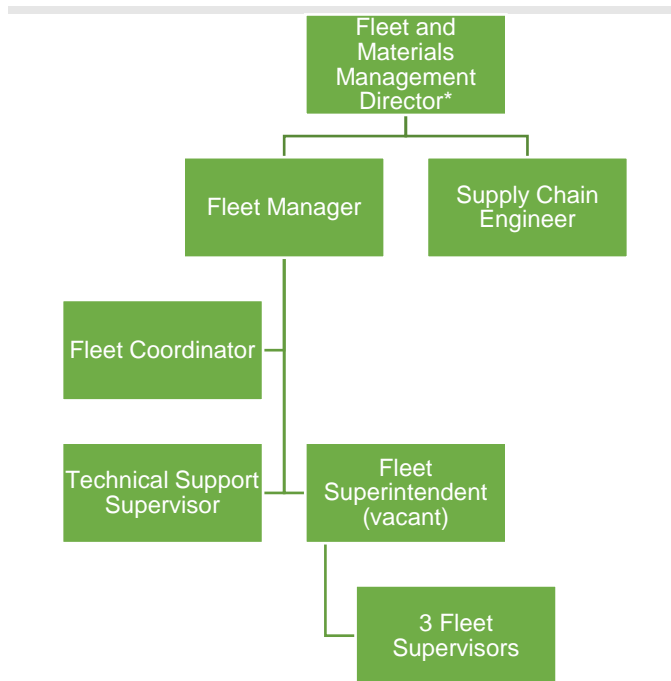 Fleet and
Materials
Management
Director*
Fleet Manager
Supply Chain
Engineer
Fleet Coordinator
Technical Support
Supervisor
Fleet
Superintendent
(vacant)
3 Fleet
Supervisors